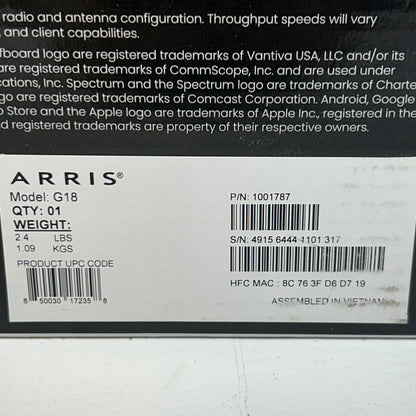 radio and antenna configuration. Throughput speeds will vary
and client capabilities.
fboard logo are registered trademarks of Vantiva USA, LLC and/or its
are registered trademarks of CommScope, Inc. and are used under
cations, Inc. Spectrum and the Spectrum logo are trademarks of Charte
logo are registered trademarks of Comcast Corporation. Android, Google
Store and the Apple logo are trademarks of Apple Inc., registered in the
d registered trademarks are property of their respective owners.
ARRIS®
Model: G18
QTY: 01
WEIGHT:
2.4 LBS
1.09 KGS
PRODUCT UPC CODE
8 50030 17235 8
P/N: 1001787
S/N: 4915 6444 1101 317
HFC MAC : 8C 76 3F D6 D7 19
ASSEMBLED IN VIETNAM